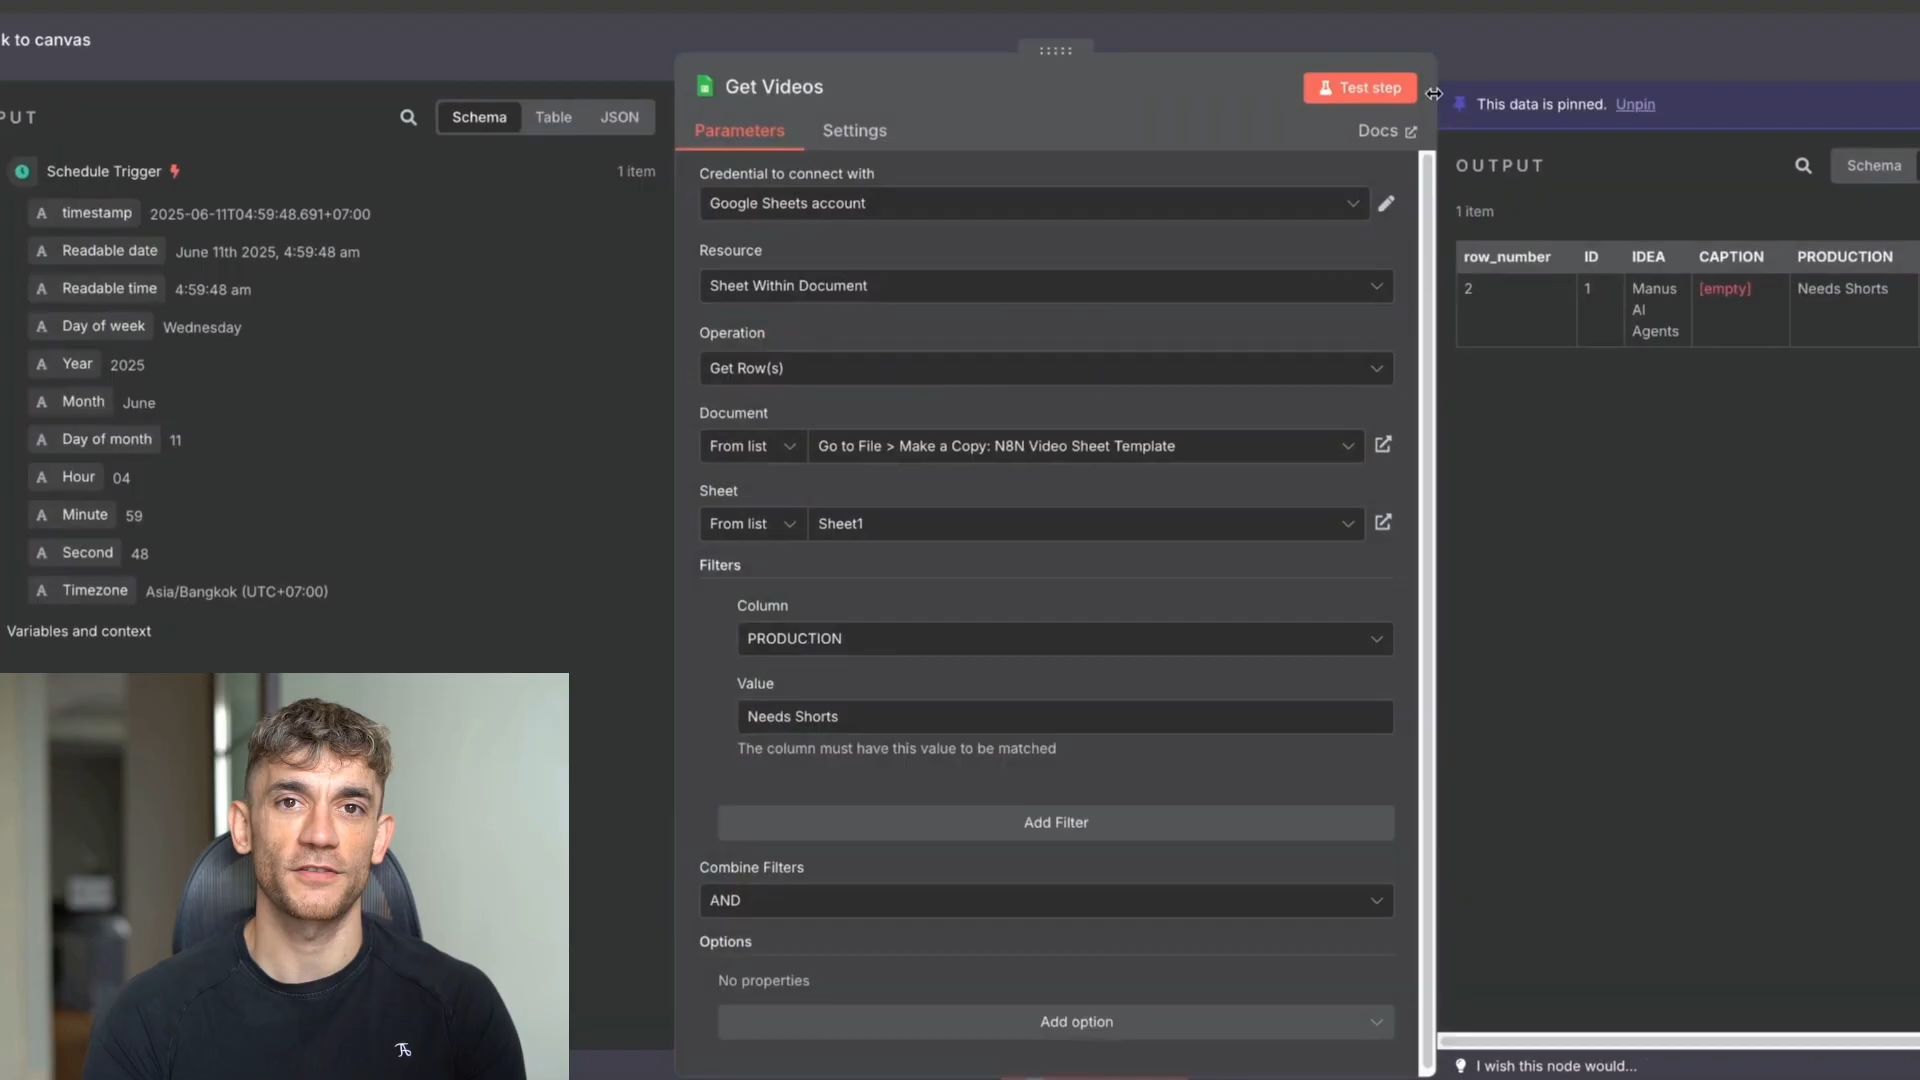 k to canvas
PUT
Schema
Table
JSON
Schedule Trigger
1 item
timestamp 2025-06-11T04:59:48.691+07:00
Readable date June 11th 2025, 4:59:48 am
Readable time 4:59:48 am
Day of week Wednesday
Year 2025
Month June
Day of month 11
Hour 04
Minute 59
Second 48
Timezone Asia/Bangkok (UTC+07:00)
Variables and context
Get Videos
Test step
Parameters
Settings
Docs
Credential to connect with
Google Sheets account
Resource
Sheet Within Document
Operation
Get Row(s)
Document
From list Go to File > Make a Copy: N8N Video Sheet Template
Sheet
From list Sheet1
Filters
Column
PRODUCTION
Value
Needs Shorts
The column must have this value to be matched
Add Filter
Combine Filters
AND
Options
No properties
Add option
This data is pinned. Unpin
OUTPUT
Schema
1 item
row_number ID IDEA CAPTION PRODUCTION
2 1 Manus [empty] Needs Shorts
AI
Agents
I wish this node would...